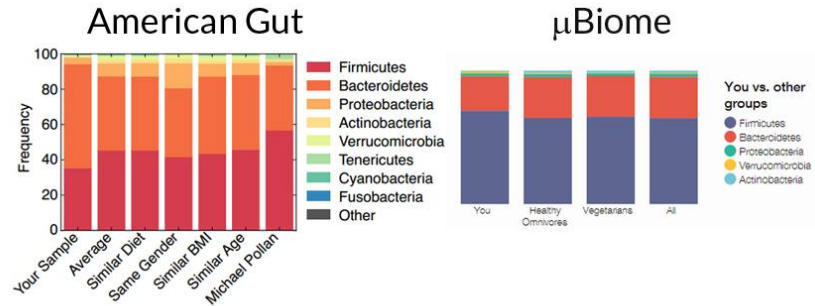 American Gut
μBiome
Frequency
100
80
60
40
20
0
Your Sample
Average
Similar Diet
Same Gender
Similar BMI
Similar Age
Michael Pollan
Firmicutes
Bacteroidetes
Proteobacteria
Actinobacteria
Verrucomicrobia
Tenericutes
Cyanobacteria
Fusobacteria
Other
You
Healthy
Omnivores
Vegetarians
All
You vs. other
groups
Firmicutes
Bacteroidetes
Proteobacteria
Verrucomicrobia
Actinobacteria